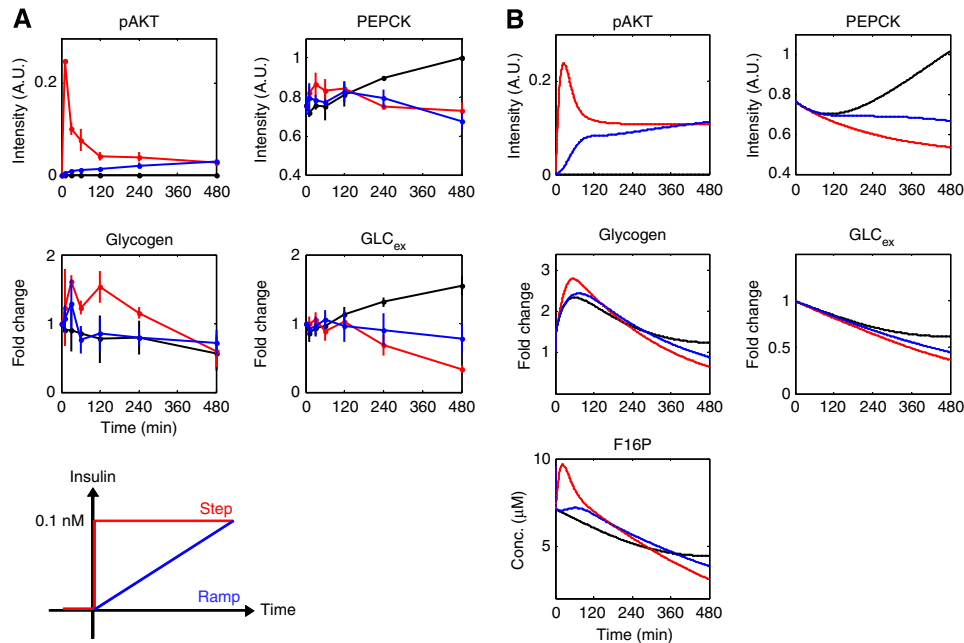 A
pAKT
Intensity (A.U.)
0.2
0
0 120 240 360 480
PEPCK
Intensity (A.U.)
1
0.8
0.6
0.4
0 120 240 360 480
Glycogen
Fold change
2
1
0
0 120 240 360 480
Time (min)
GLCex
Fold change
2
1
0
0 120 240 360 480
Insulin
0.1 nM
Step
Ramp
Time
B
pAKT
Intensity (A.U.)
0.2
0
0 120 240 360 480
PEPCK
Intensity (A.U.)
1
0.8
0.6
0.4
0 120 240 360 480
Glycogen
Fold change
3
2
1
0 120 240 360 480
GLCex
Fold change
1
0.5
0
0 120 240 360 480
F16P
Conc. (μM)
10
5
0 120 240 360 480
Time (min)